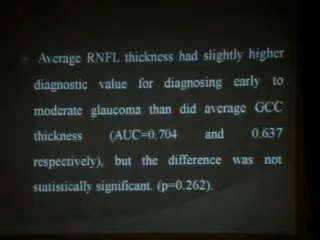 Average RNFL thickness had slightly higher
diagnostic value for diagnosing early to
moderate glaucoma than did average GCC
thickness (AUC=0.704 and 0.637
respectively), but the difference was not
statistically significant. (p=0.262).